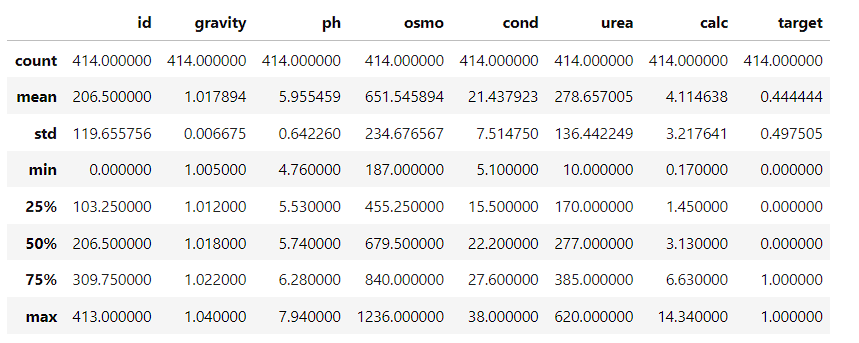 id gravity ph osmo cond urea calc target
count 414.000000 414.000000 414.000000 414.000000 414.000000 414.000000 414.000000 414.000000
mean 206.500000 1.017894 5.955459 651.545894 21.437923 278.657005 4.114638 0.444444
std 119.655756 0.006675 0.642260 234.676567 7.514750 136.442249 3.217641 0.497505
min 0.000000 1.005000 4.760000 187.000000 5.100000 10.000000 0.170000 0.000000
25% 103.250000 1.012000 5.530000 455.250000 15.500000 170.000000 1.450000 0.000000
50% 206.500000 1.018000 5.740000 679.500000 22.200000 277.000000 3.130000 0.000000
75% 309.750000 1.022000 6.280000 840.000000 27.600000 385.000000 6.630000 1.000000
max 413.000000 1.040000 7.940000 1236.000000 38.000000 620.000000 14.340000 1.000000